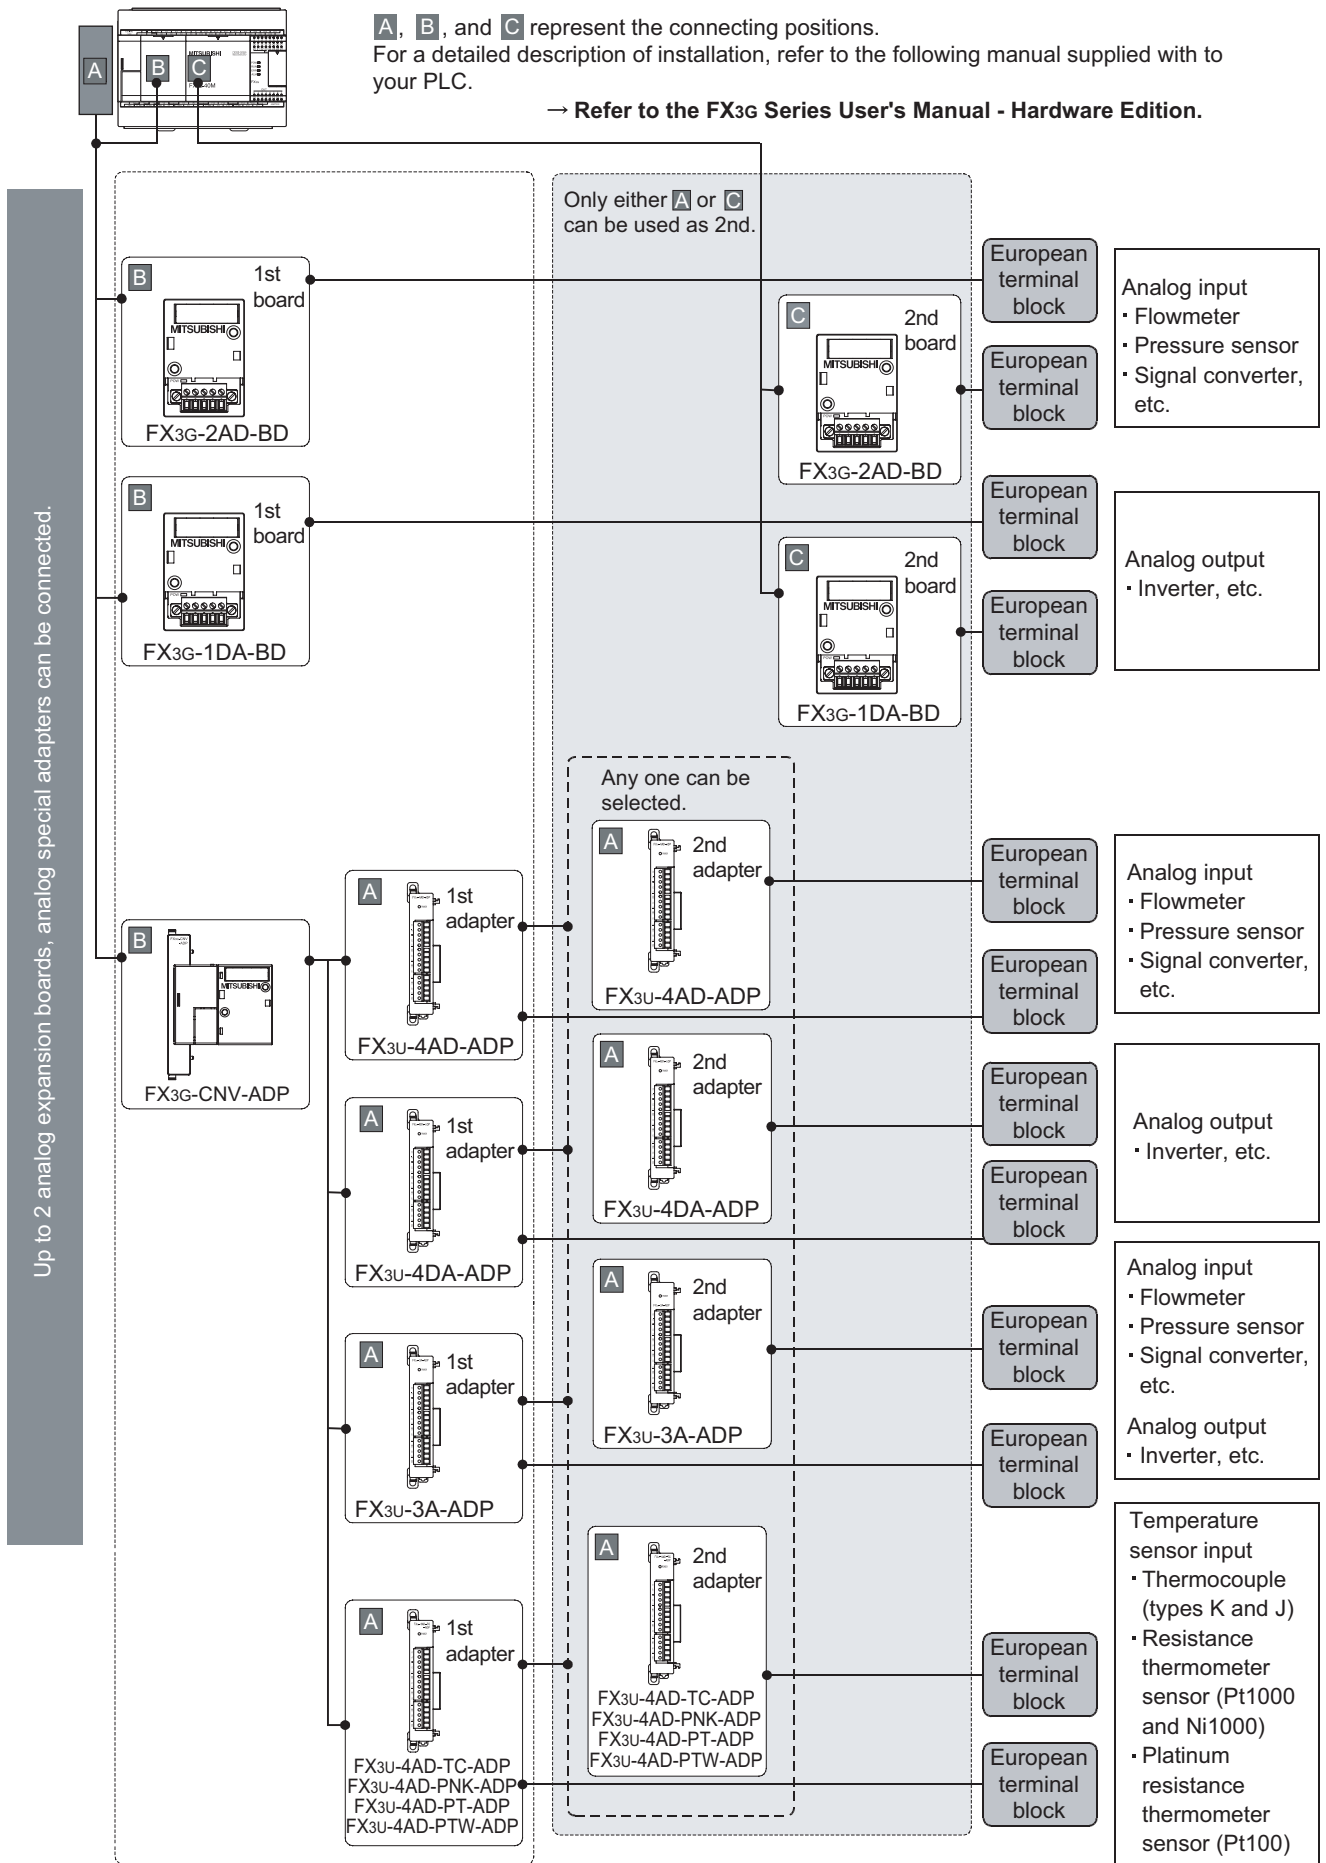 A, B, and C represent the connecting positions.
For a detailed description of installation, refer to the following manual supplied with to
your PLC.
→ Refer to the FX3G Series User's Manual - Hardware Edition.
A
B
C
MITSUBISHI
Up to 2 analog expansion boards, analog special adapters can be connected.
Only either A or C
can be used as 2nd.
B
1st
board
MITSUBISHI
FX3G-2AD-BD
C
2nd
board
MITSUBISHI
FX3G-2AD-BD
European
terminal
block
European
terminal
block
Analog input
· Flowmeter
· Pressure sensor
· Signal converter,
etc.
B
1st
board
MITSUBISHI
FX3G-1DA-BD
C
2nd
board
MITSUBISHI
FX3G-1DA-BD
European
terminal
block
European
terminal
block
Analog output
· Inverter, etc.
Any one can be
selected.
B
MITSUBISHI
FX3G-CNV-ADP
A
1st
adapter
FX3U-4AD-ADP
A
2nd
adapter
FX3U-4AD-ADP
European
terminal
block
European
terminal
block
Analog input
· Flowmeter
· Pressure sensor
· Signal converter,
etc.
A
1st
adapter
FX3U-4DA-ADP
A
2nd
adapter
FX3U-4DA-ADP
European
terminal
block
European
terminal
block
Analog output
· Inverter, etc.
A
1st
adapter
FX3U-3A-ADP
A
2nd
adapter
FX3U-3A-ADP
European
terminal
block
European
terminal
block
Analog input
· Flowmeter
· Pressure sensor
· Signal converter,
etc.
Analog output
· Inverter, etc.
A
1st
adapter
FX3U-4AD-TC-ADP
FX3U-4AD-PNK-ADP
FX3U-4AD-PT-ADP
FX3U-4AD-PTW-ADP
A
2nd
adapter
FX3U-4AD-TC-ADP
FX3U-4AD-PNK-ADP
FX3U-4AD-PT-ADP
FX3U-4AD-PTW-ADP
European
terminal
block
European
terminal
block
Temperature
sensor input
· Thermocouple
(types K and J)
· Resistance
thermometer
sensor (Pt1000
and Ni1000)
· Platinum
resistance
thermometer
sensor (Pt100)